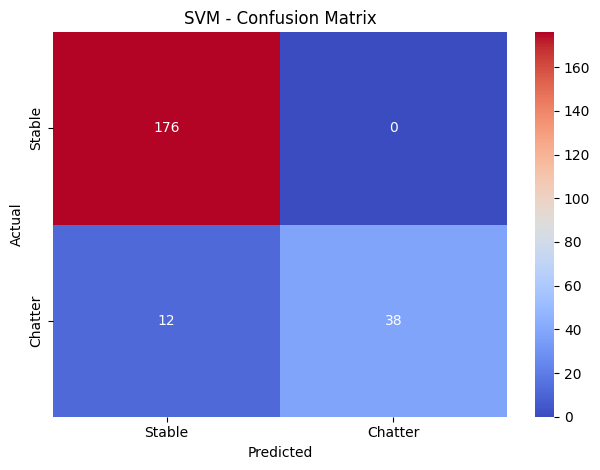 SVM - Confusion Matrix
Actual
Stable
Chatter
176
0
12
38
Stable
Chatter
Predicted
160
140
120
100
80
60
40
20
0